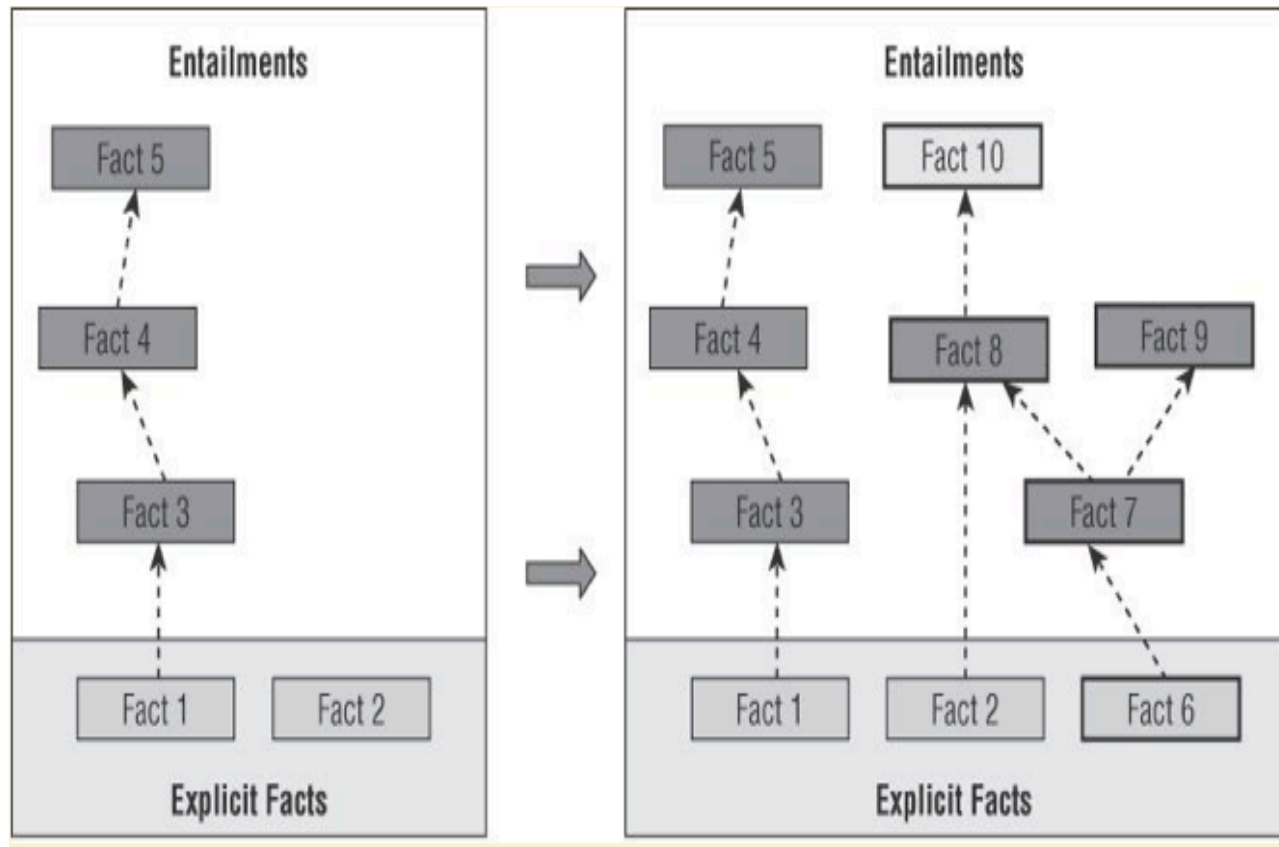 Entailments
Fact 5
Fact 4
Fact 3
Fact 1
Fact 2
Explicit Facts
Entailments
Fact 5
Fact 10
Fact 4
Fact 8
Fact 9
Fact 3
Fact 7
Fact 1
Fact 2
Fact 6
Explicit Facts